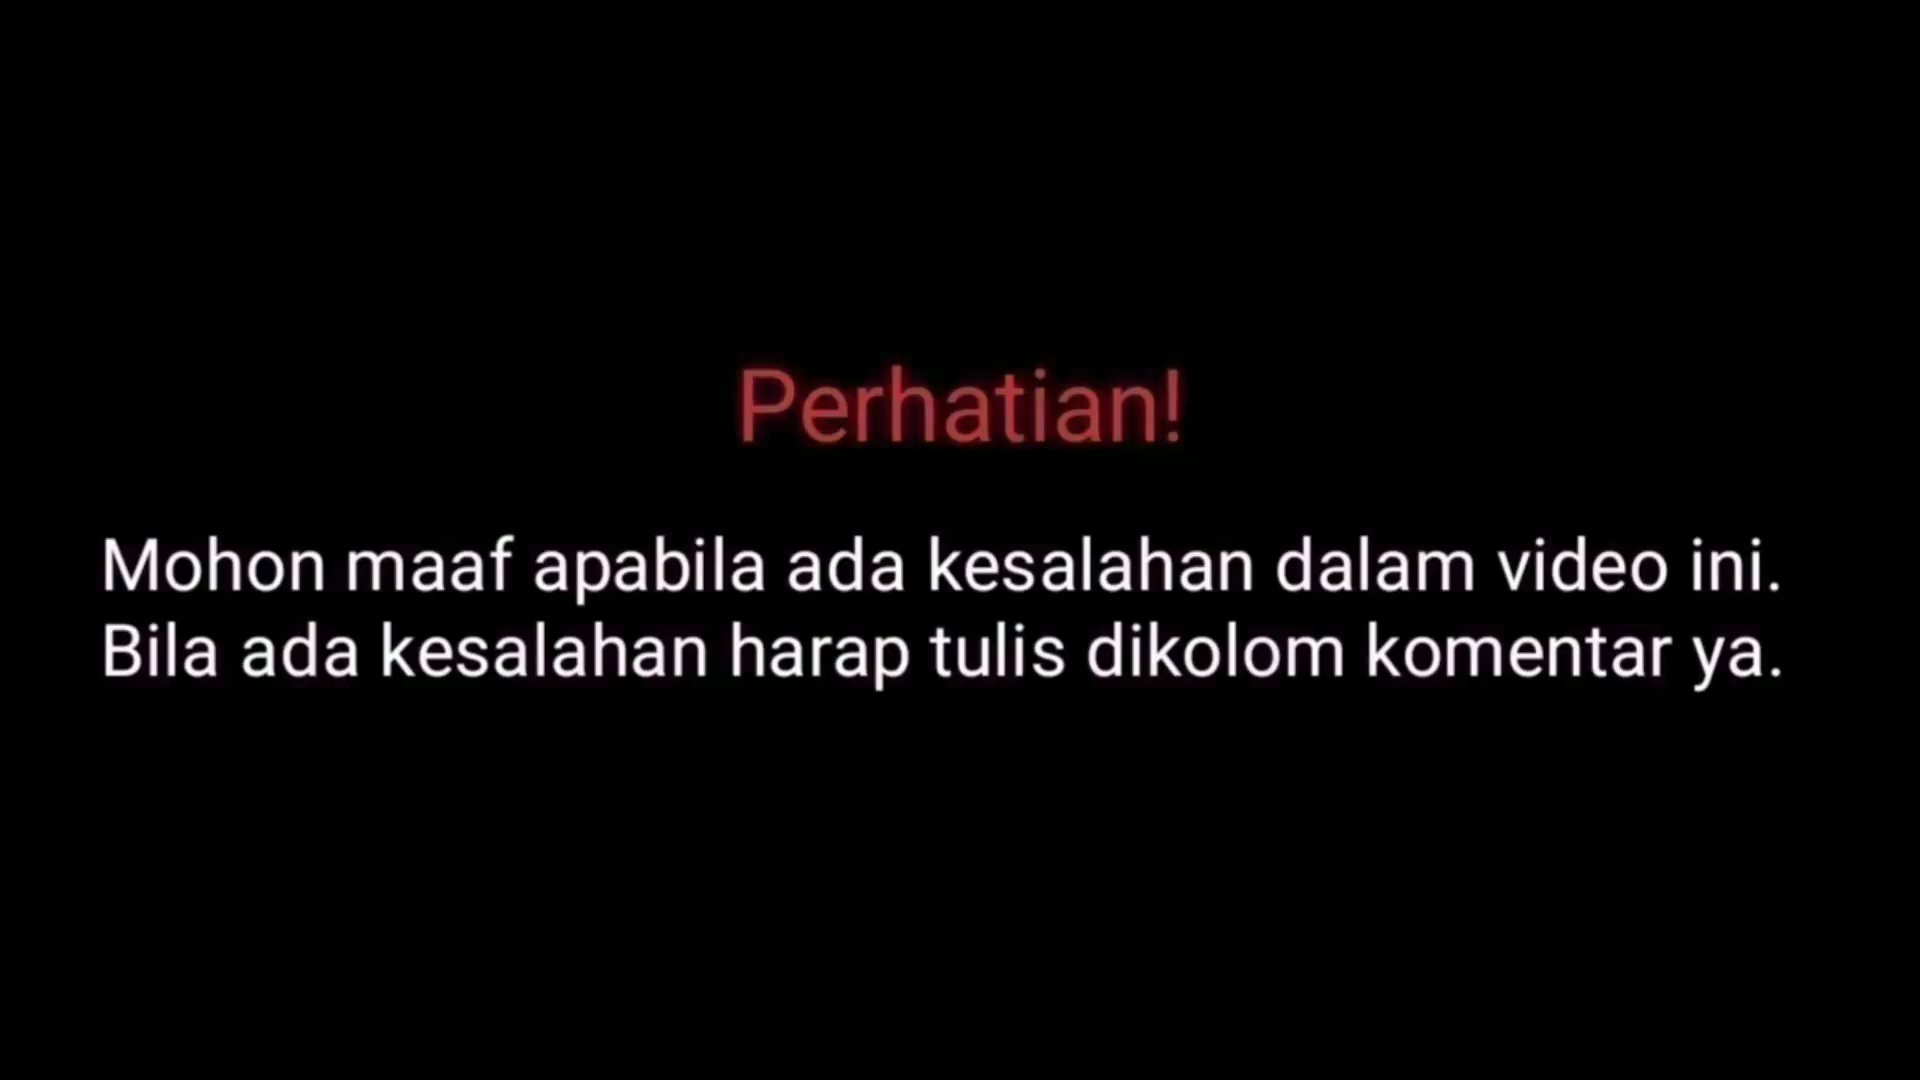 Perhatian!
Mohon maaf apabila ada kesalahan dalam video ini.
Bila ada kesalahan harap tulis dikolom komentar ya.